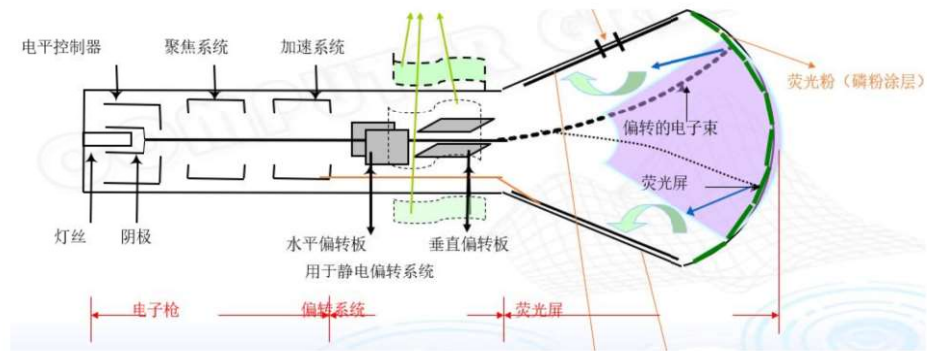 电平控制器
聚焦系统
加速系统
荧光粉（磷粉涂层）
偏转的电子束
荧光屏
灯丝
阴极
水平偏转板
垂直偏转板
用于静电偏转系统
电子枪
偏转系统
荧光屏
COMPUTER